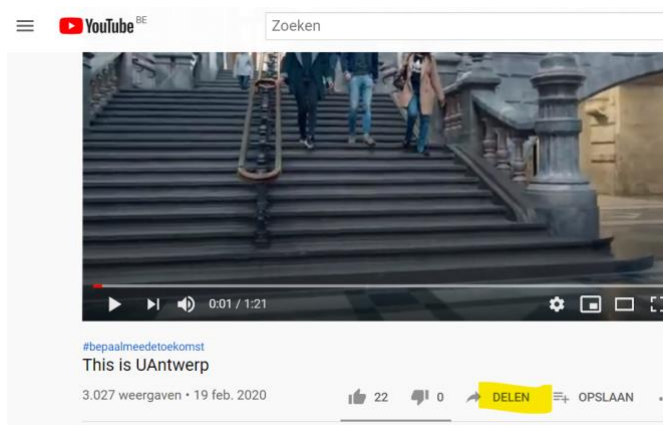 YouTube BE
Zoeken
0:01 / 1:21
#bepaalmeedetoekomst
This is UAntwerp
3.027 weergaven • 19 feb. 2020
22 0 DELEN OPSLAAN